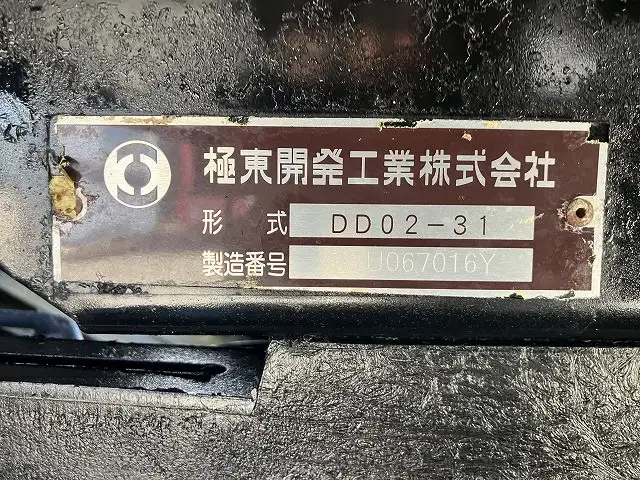 極東開発工業株式会社
形 式 DD02-31
製造番号 U067016Y